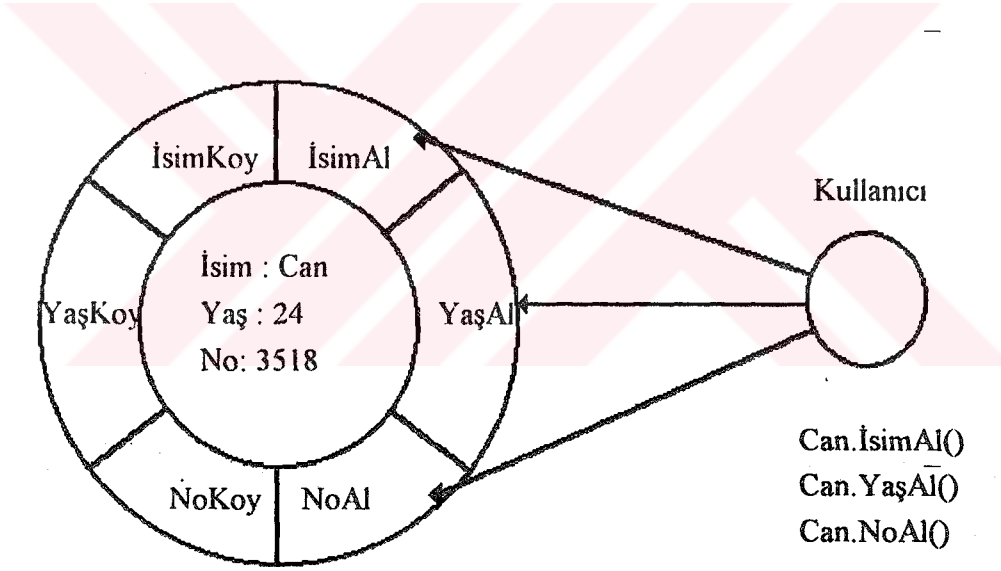 İsimKoy
İsimAl
Kullanıcı
İsim : Can
Yaş : 24
No: 3518
YaşKoy
YaşAl
NoKoy
NoAl
Can.İsimAl()
Can.YaşAl()
Can.NoAl()